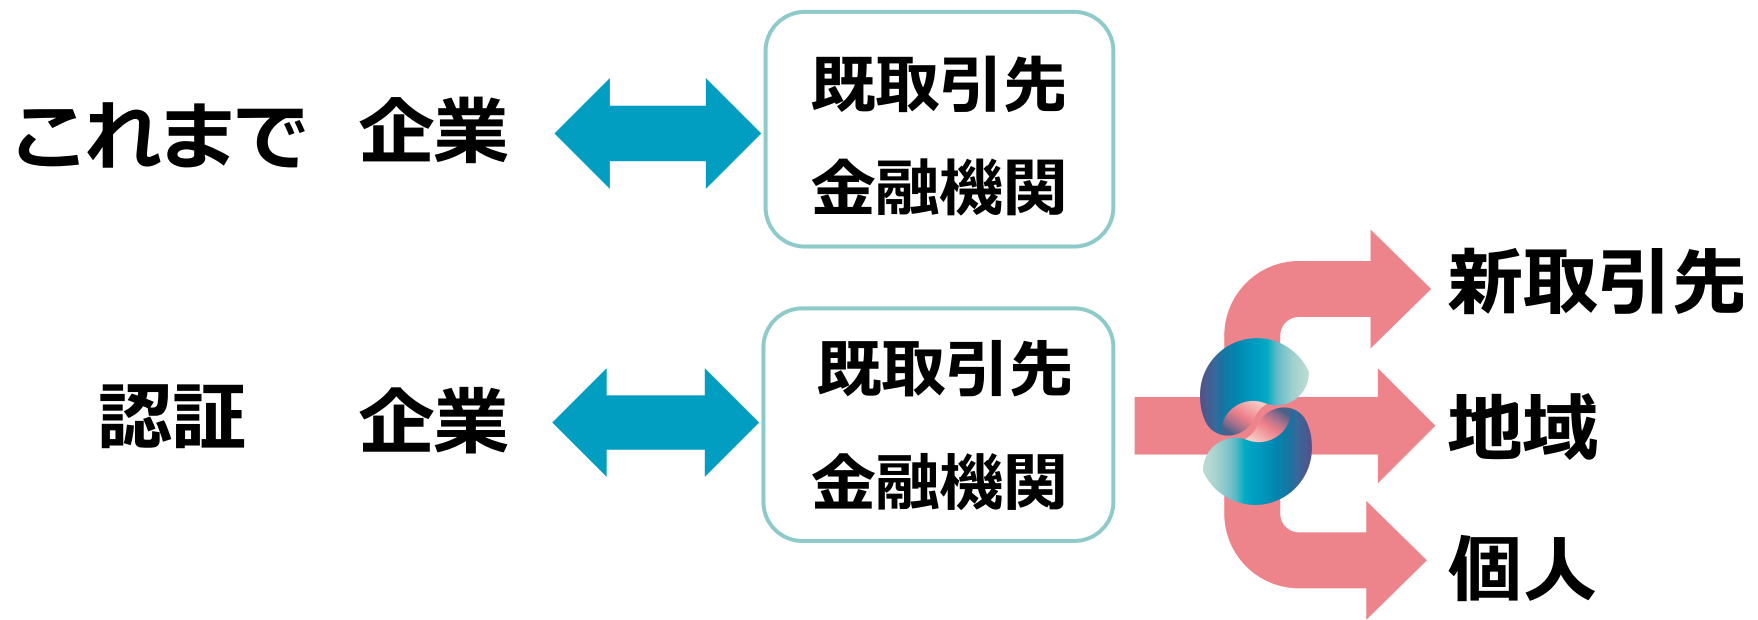 これまで 企業
既取引先
金融機関
認証 企業
既取引先
金融機関
新取引先
地域
個人